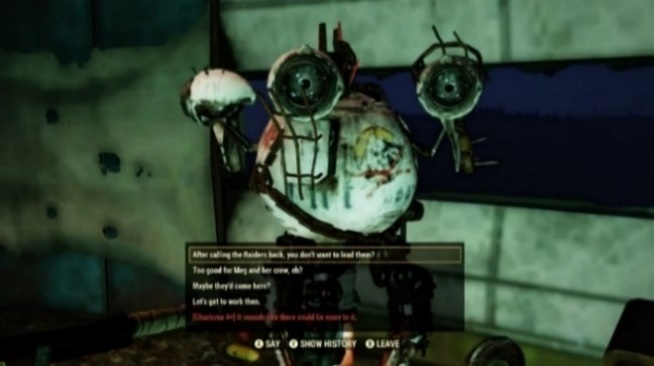 After calling the Raiders back, you don't want to lead them?
Too good for Meg and her crew, eh?
Maybe they'd come here?
Let's get to work then.
[Charisma 4+] It sounds like there could be more to it.
A SAY Y SHOW HISTORY B LEAVE